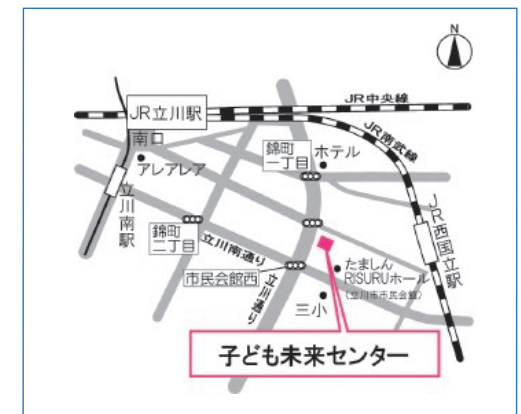 N
JR中央線
JR立川駅
JR南武線
南口
アレアレア
錦町
一丁目
ホテル
立川南駅
錦町
二丁目
立川南通り
JR西国立駅
市民会館西
立川通り
たましん
RISURUホール
(立川市市民会館)
三小
子ども未来センター